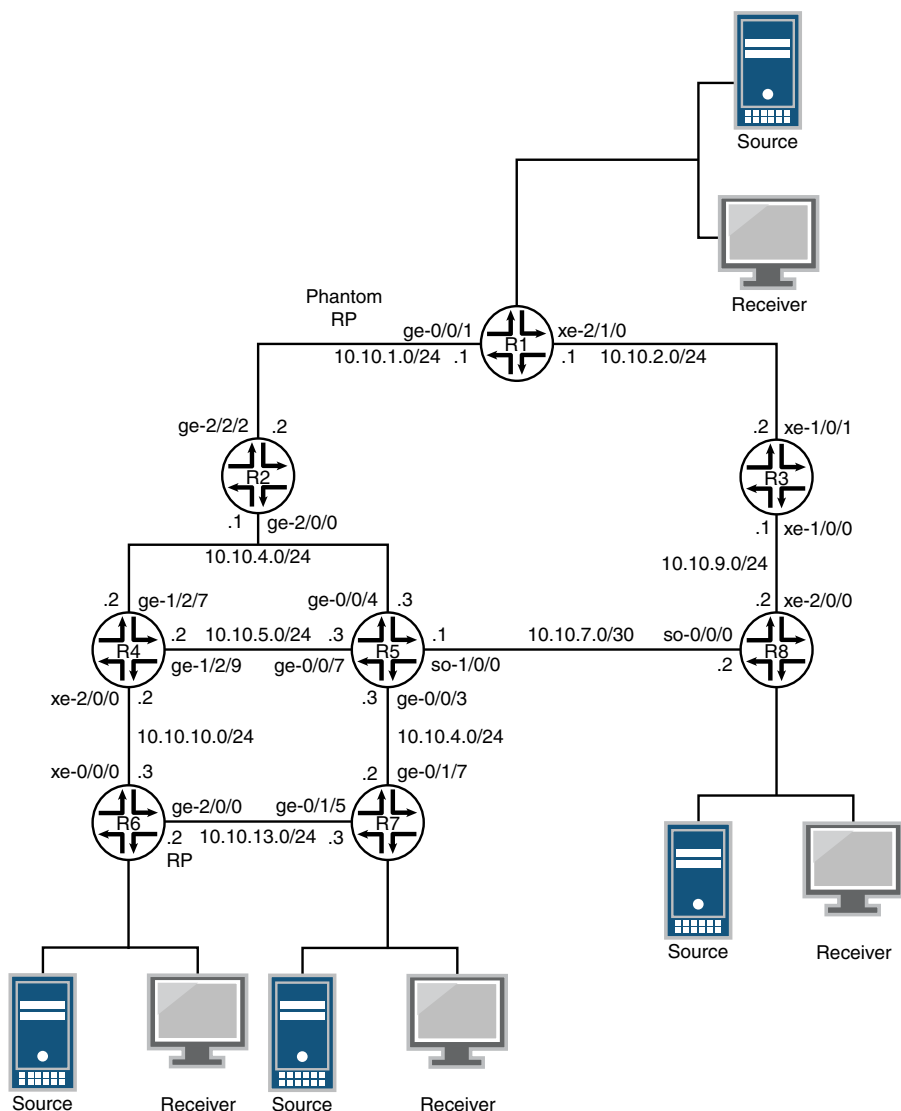 Source
Receiver
Phantom
RP
ge-0/0/1
xe-2/1/0
R1
10.10.1.0/24
.1
.1
10.10.2.0/24
ge-2/2/2
.2
.2
xe-1/0/1
R2
R3
.1
ge-2/0/0
.1
xe-1/0/0
10.10.4.0/24
10.10.9.0/24
.2
ge-1/2/7
ge-0/0/4
.3
.2
xe-2/0/0
.2
10.10.5.0/24
.3
.1
10.10.7.0/30
so-0/0/0
R4
R5
R8
ge-1/2/9
ge-0/0/7
so-1/0/0
.2
xe-2/0/0
.2
.3
ge-0/0/3
10.10.10.0/24
10.10.4.0/24
xe-0/0/0
.3
.2
ge-0/1/7
ge-2/0/0
ge-0/1/5
R6
R7
.2
10.10.13.0/24
.3
RP
Source
Receiver
Source
Receiver
Source
Receiver